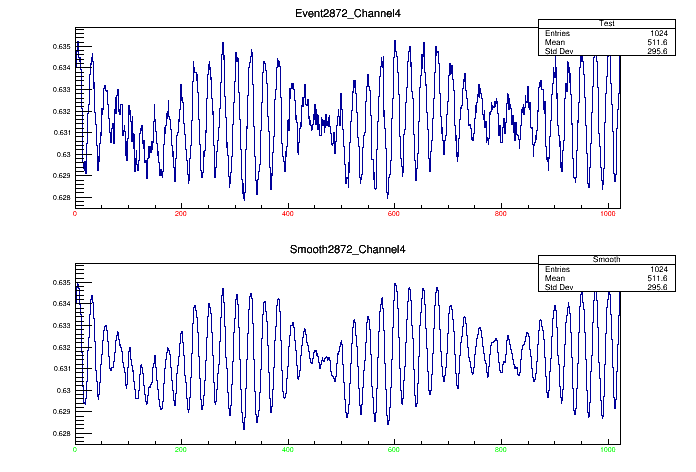 Event2872_Channel4
Test
Entries 1024
Mean 511.6
Std Dev 295.6
0.635
0.634
0.633
0.632
0.631
0.63
0.629
0.628
0 200 400 600 800 1000
Smooth2872_Channel4
Smooth
Entries 1024
Mean 511.6
Std Dev 295.6
0.635
0.634
0.633
0.632
0.631
0.63
0.629
0.628
0 200 400 600 800 1000